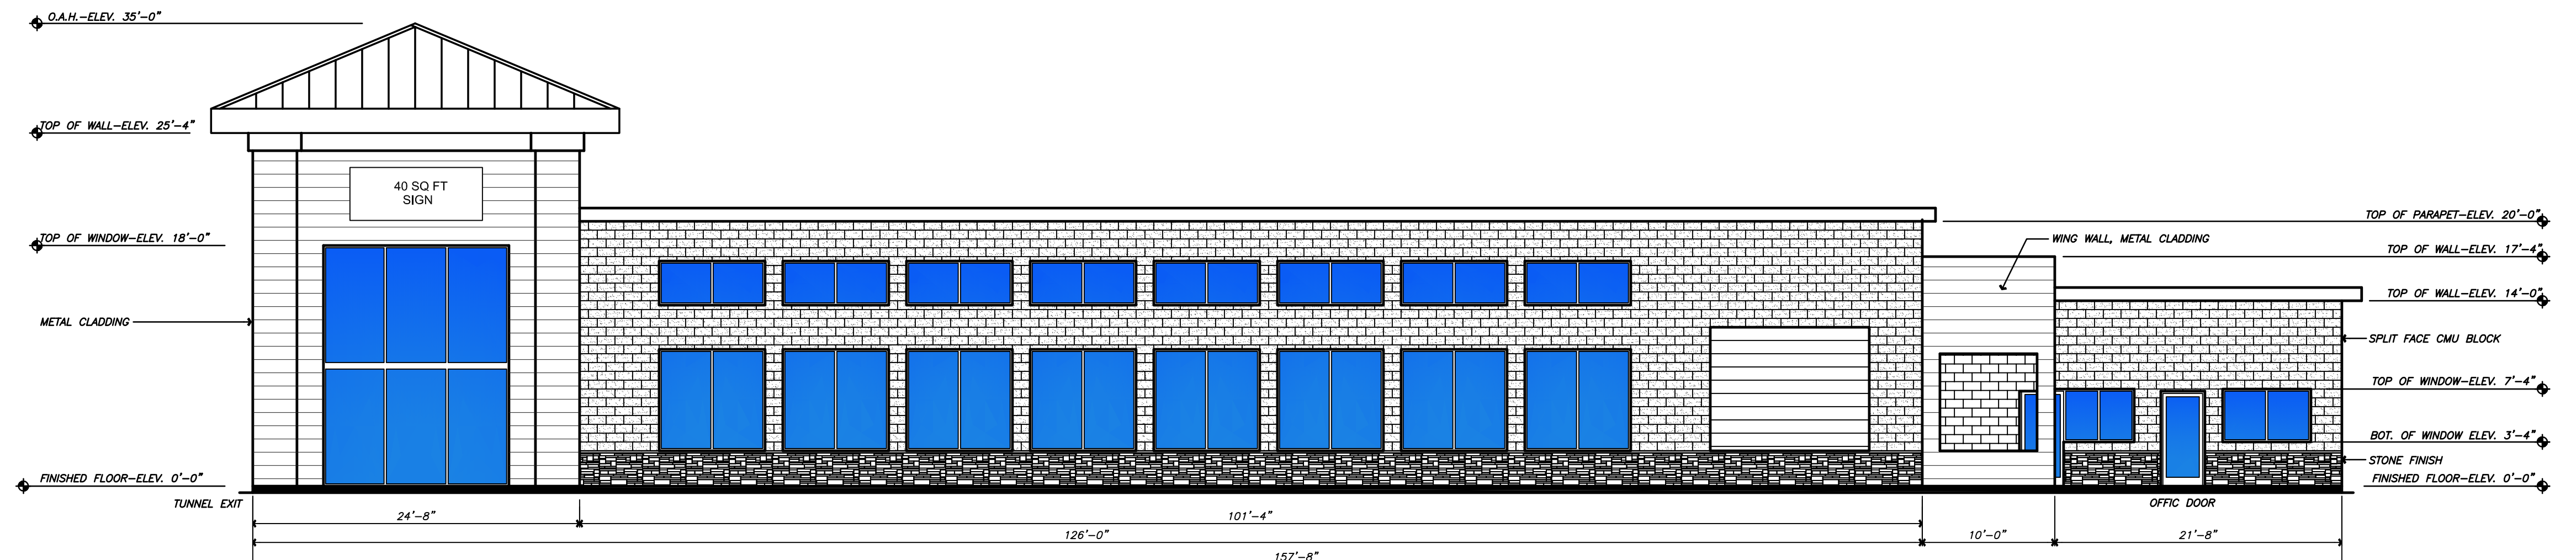 O.A.H.-ELEV. 35'-0"
TOP OF WALL-ELEV. 25'-4"
40 SQ FT
SIGN
TOP OF PARAPET-ELEV. 20'-0"
WING WALL, METAL CLADDING
TOP OF WINDOW-ELEV. 18'-0"
TOP OF WALL-ELEV. 17'-4"
TOP OF WALL-ELEV. 14'-0"
METAL CLADDING
SPLIT FACE CMU BLOCK
TOP OF WINDOW-ELEV. 7'-4"
BOT. OF WINDOW ELEV. 3'-4"
STONE FINISH
FINISHED FLOOR-ELEV. 0'-0"
FINISHED FLOOR-ELEV. 0'-0"
TUNNEL EXIT
OFFIC DOOR
24'-8"
101'-4"
126'-0"
10'-0"
21'-8"
157'-8"